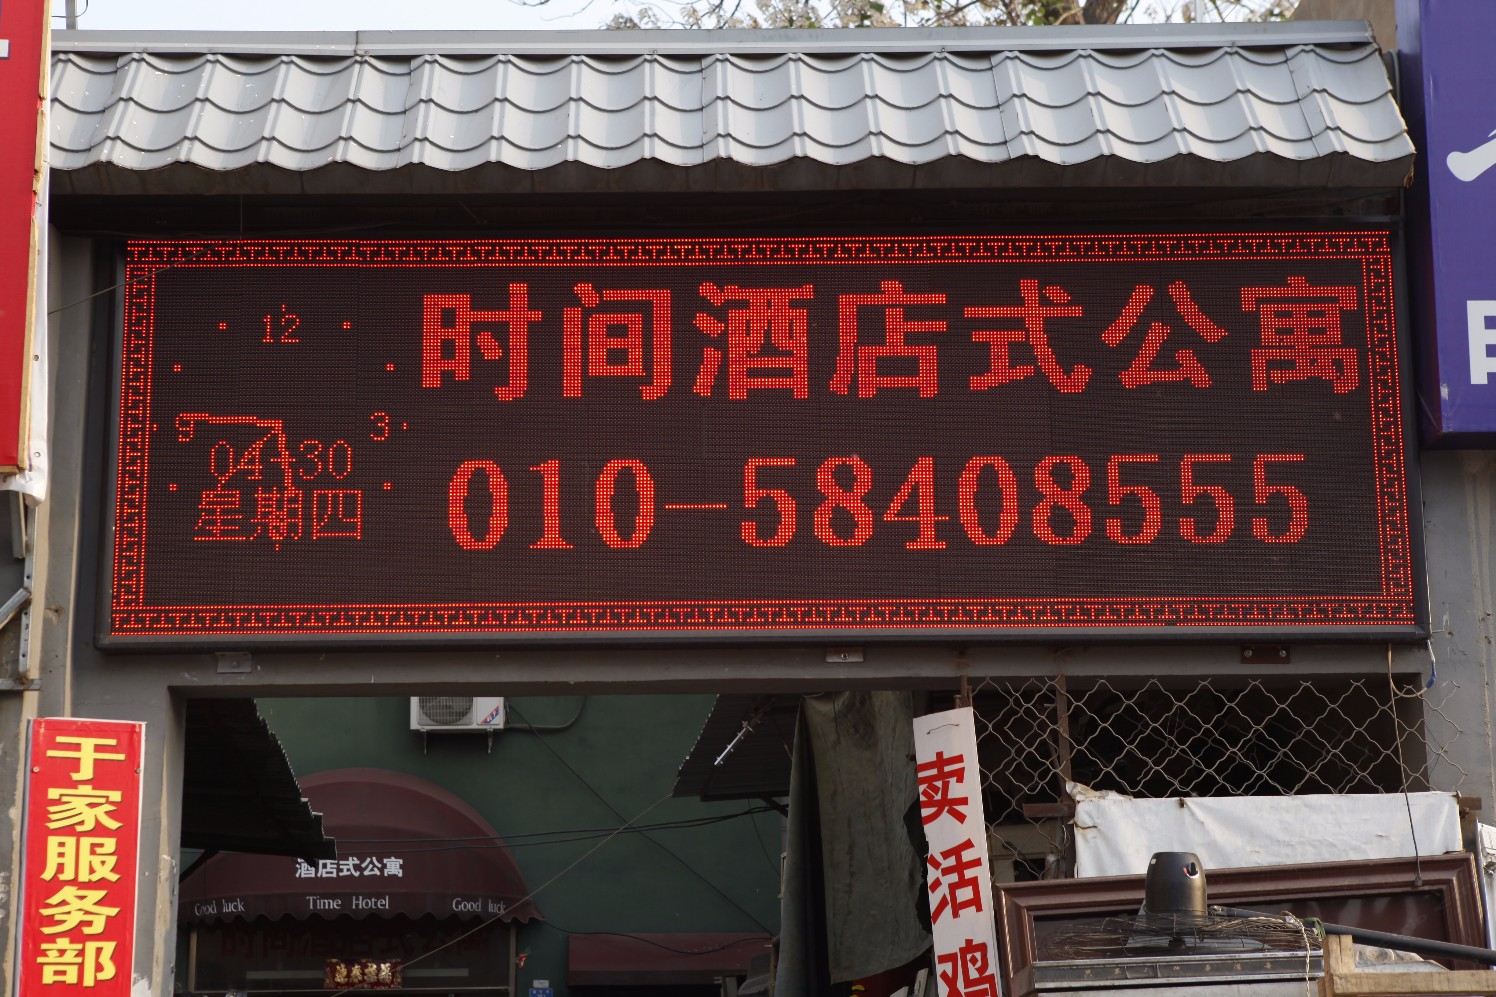 时间酒店式公寓
12
9
3
04-30
星期四
010-58408555
于家服务部
酒店式公寓
Good luck
Time Hotel
Good luck
卖活鸡